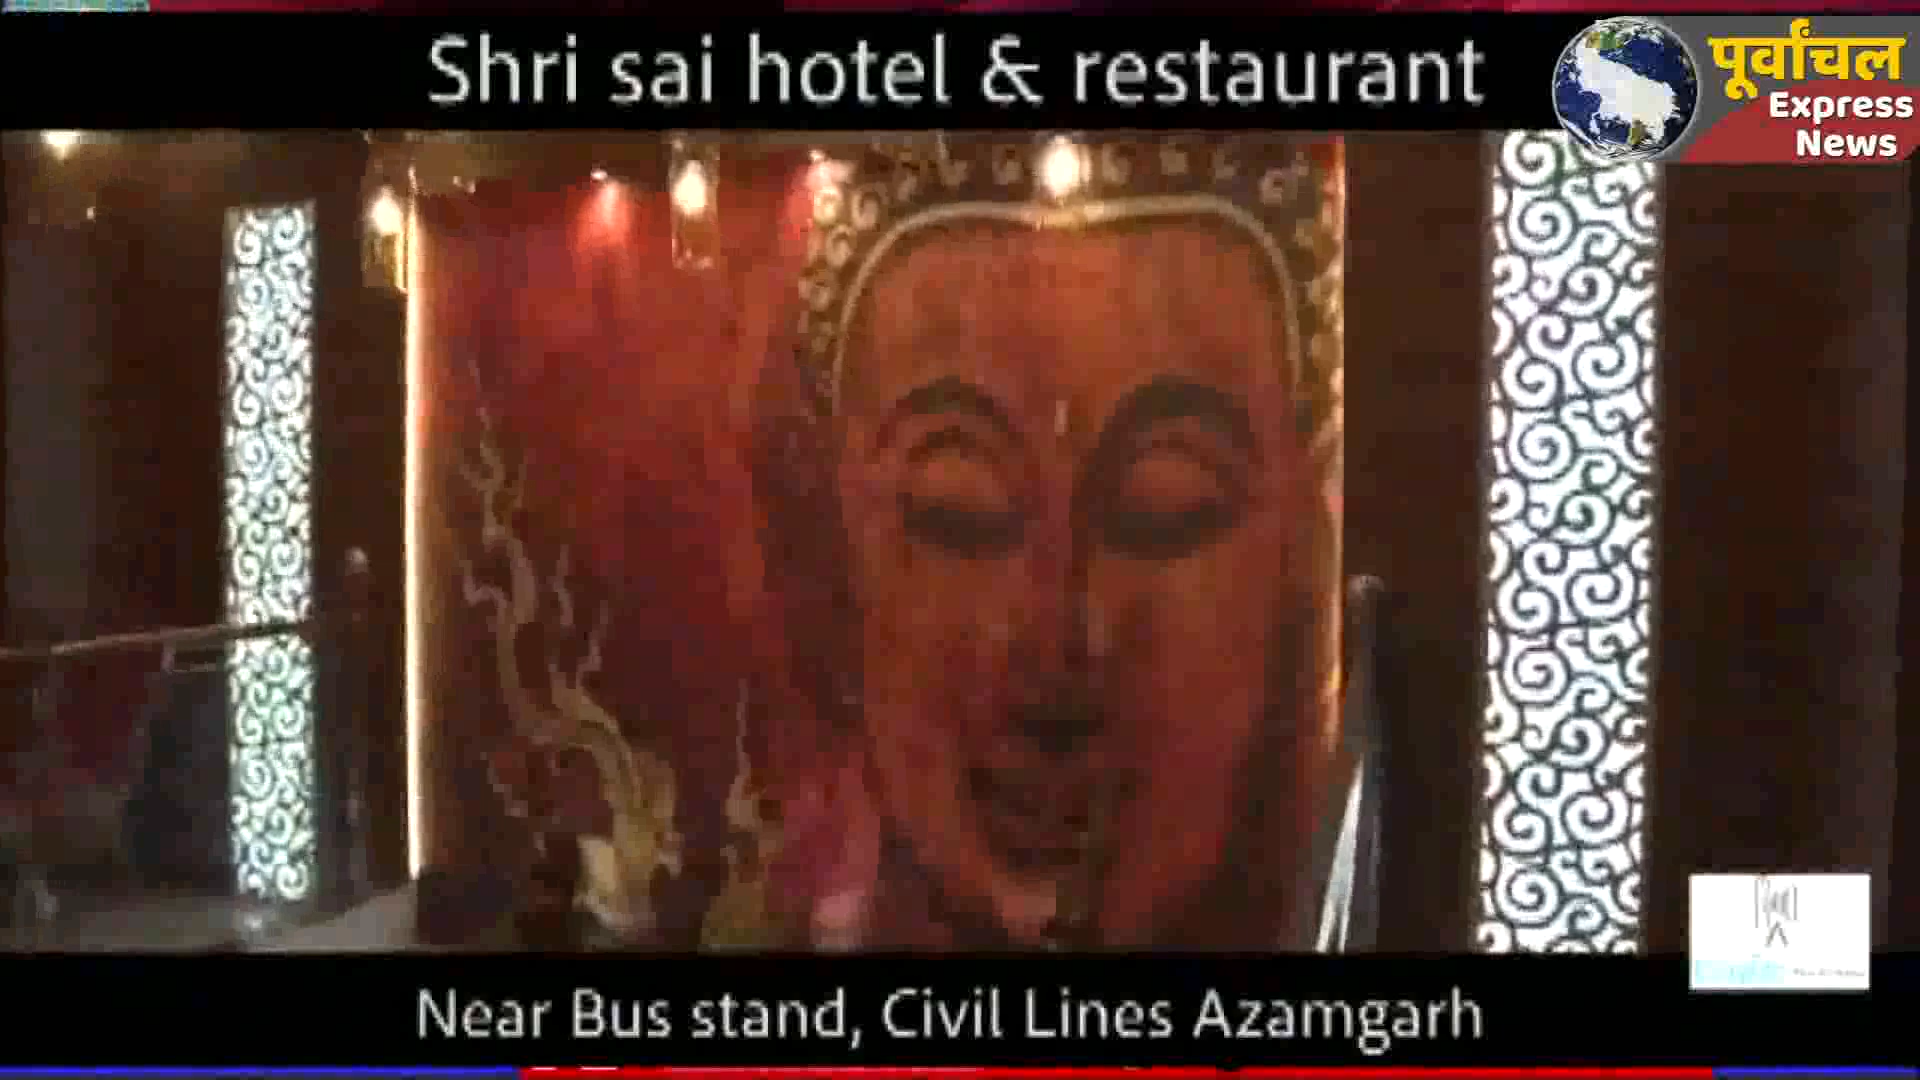 Shri sai hotel & restaurant
पूर्वांचल
Express
News
Near Bus stand, Civil Lines Azamgarh